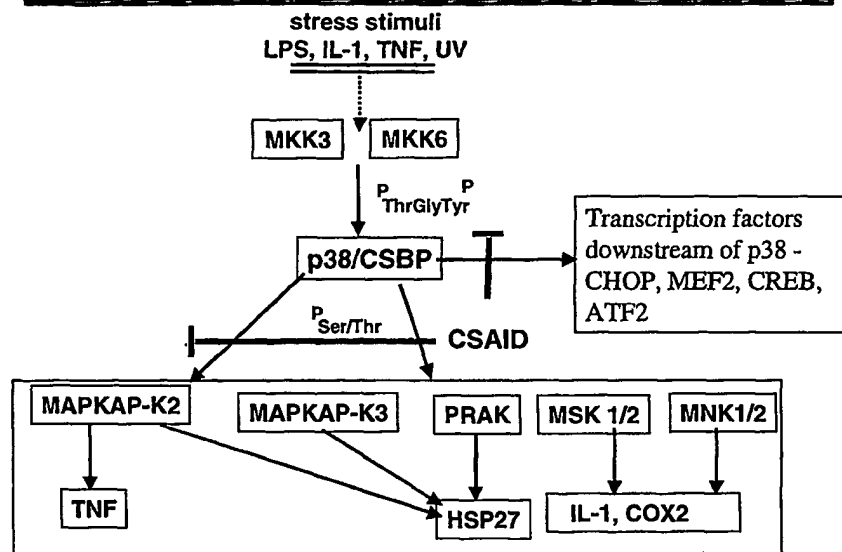 stress stimuli
LPS, IL-1, TNF, UV
MKK3
MKK6
P P
ThrGlyTyr
p38/CSBP
Transcription factors
downstream of p38 -
CHOP, MEF2, CREB,
ATF2
P
Ser/Thr
CSAID
MAPKAP-K2
MAPKAP-K3
PRAK
MSK 1/2
MNK1/2
TNF
HSP27
IL-1, COX2